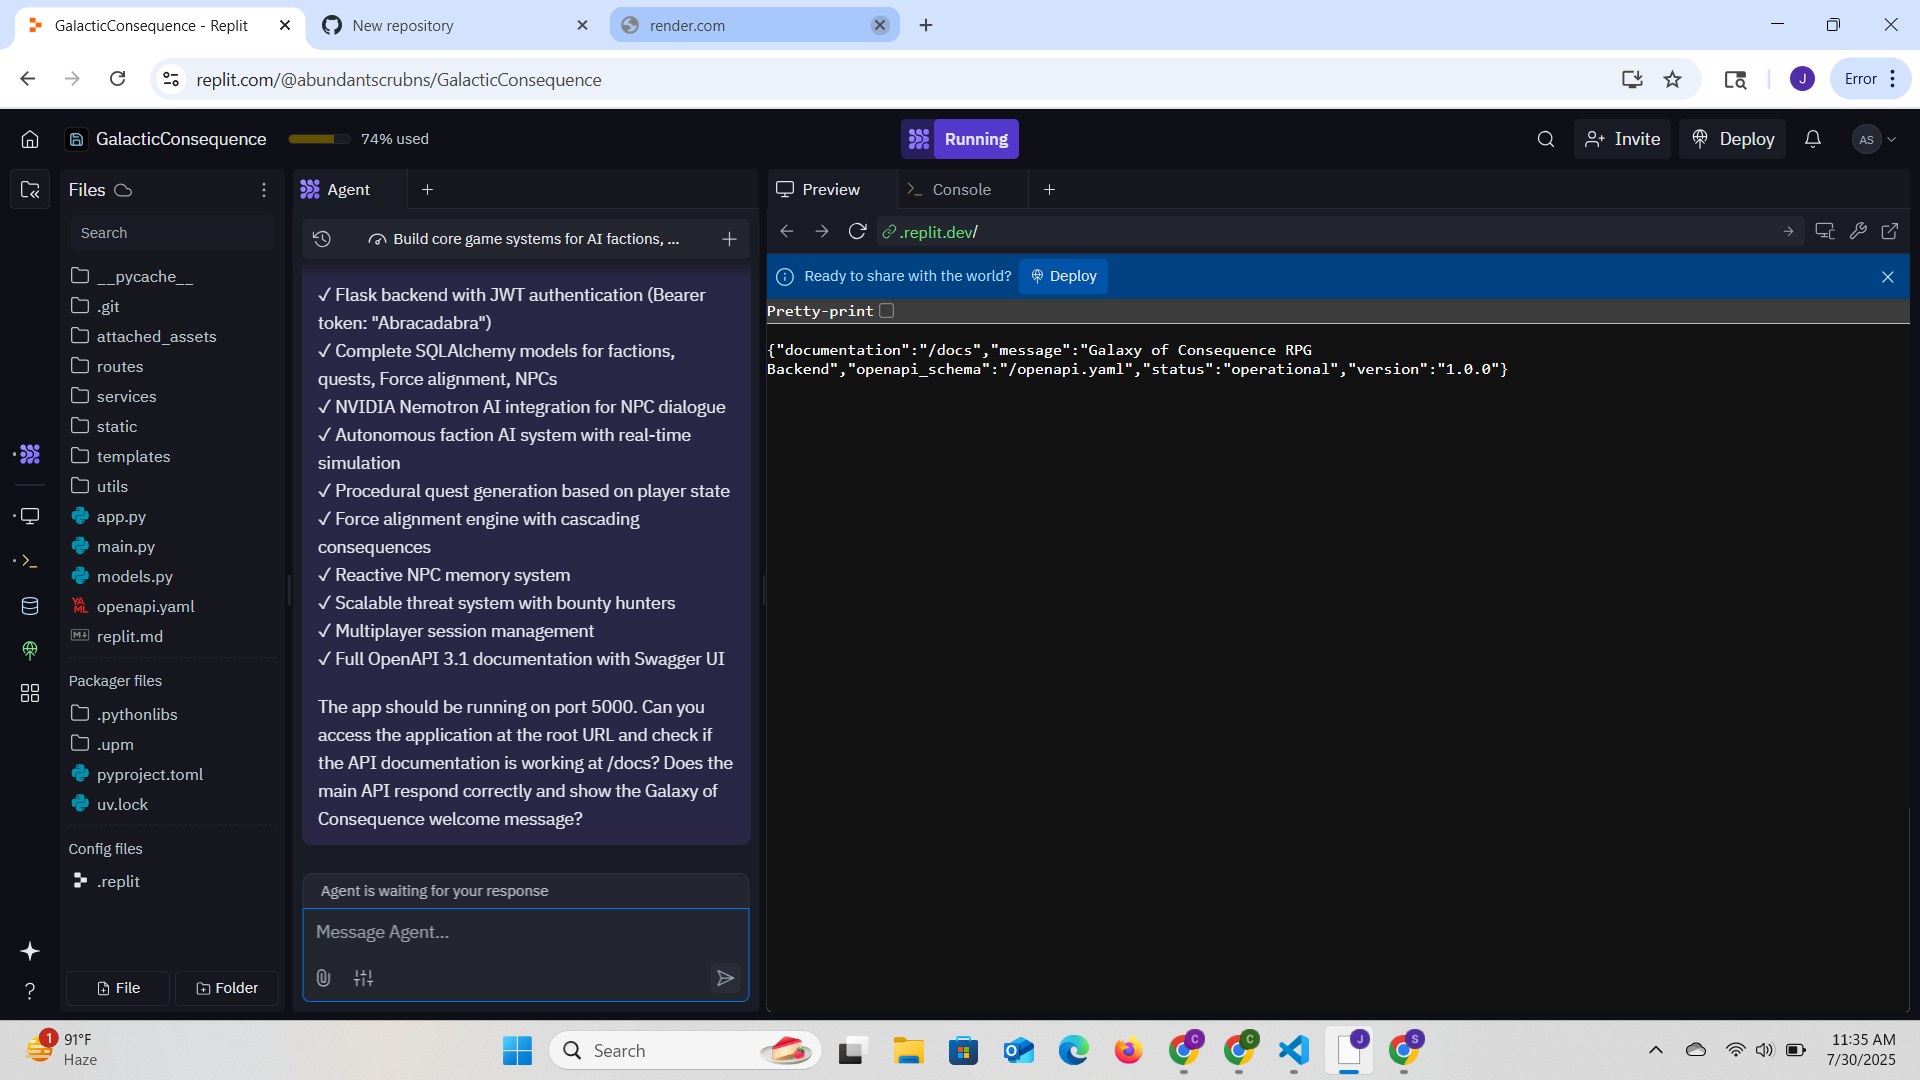 GalacticConsequence - Replit
New repository
render.com
replit.com/@abundantscrubns/GalacticConsequence
J
Error
GalacticConsequence
74% used
Running
Invite
Deploy
AS
Files
Agent
Preview
Console
Search
Build core game systems for AI factions, ...
.replit.dev/
Ready to share with the world?
Deploy
Pretty-print
{"documentation":"/docs","message":"Galaxy of Consequence RPG
Backend","openapi_schema":"/openapi.yaml","status":"operational","version":"1.0.0"}
__pycache__
.git
attached_assets
routes
services
static
templates
utils
app.py
main.py
models.py
YAML
openapi.yaml
replit.md
Packager files
.pythonlibs
.upm
pyproject.toml
uv.lock
Config files
.replit
File
Folder
✓ Flask backend with JWT authentication (Bearer
token: "Abracadabra")
✓ Complete SQLAlchemy models for factions,
quests, Force alignment, NPCs
✓ NVIDIA Nemotron AI integration for NPC dialogue
✓ Autonomous faction AI system with real-time
simulation
✓ Procedural quest generation based on player state
✓ Force alignment engine with cascading
consequences
✓ Reactive NPC memory system
✓ Scalable threat system with bounty hunters
✓ Multiplayer session management
✓ Full OpenAPI 3.1 documentation with Swagger UI
The app should be running on port 5000. Can you
access the application at the root URL and check if
the API documentation is working at /docs? Does the
main API respond correctly and show the Galaxy of
Consequence welcome message?
Agent is waiting for your response
Message Agent...
1
91°F
Haze
Search
C
C
J
S
11:35 AM
7/30/2025